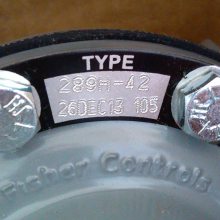 TYPE
289H-42
26DEC13 105
Fisher Controls